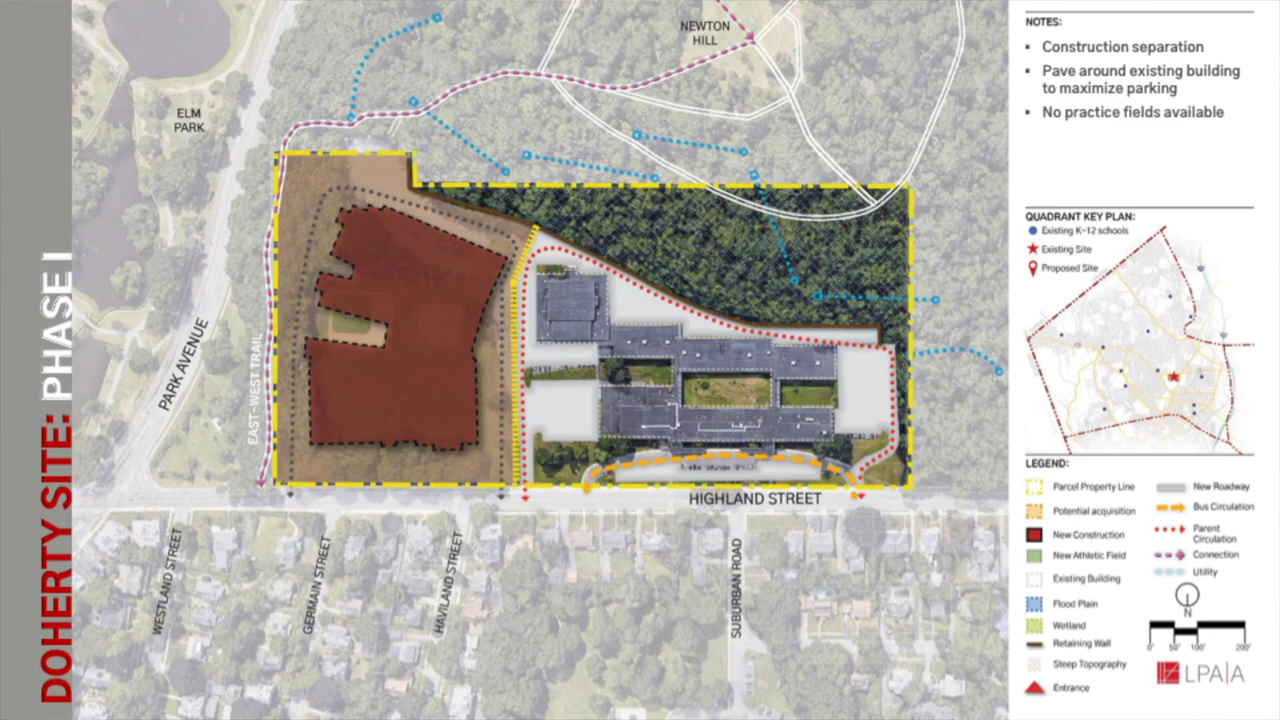 DOHERTY SITE: PHASE I
NEWTON
HILL
ELM
PARK
PARK AVENUE
EAST-WEST TRAIL
HIGHLAND STREET
WESTLAND STREET
GERMAIN STREET
HAVILAND STREET
SUBURBAN ROAD
NOTES:
▪ Construction separation
▪ Pave around existing building
to maximize parking
▪ No practice fields available
QUADRANT KEY PLAN:
Existing K-12 schools
Existing Site
Proposed Site
LEGEND:
Parcel Property Line
Potential acquisition
New Construction
New Athletic Field
Existing Building
Flood Plain
Wetland
Retaining Wall
Steep Topography
Entrance
New Roadway
Bus Circulation
Parent
Circulation
Connection
Utility
N
0' 50' 100' 200'
LPA|A